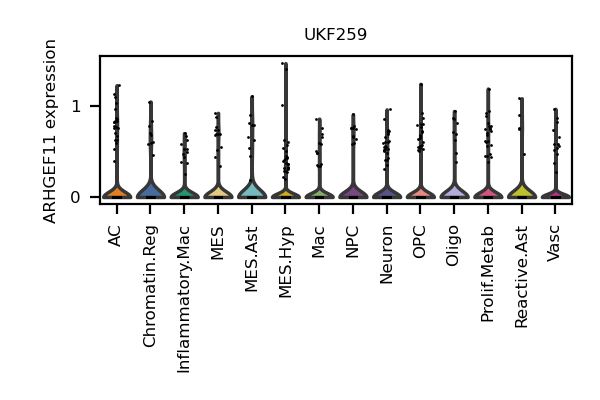 UKF259
ARHGEF11 expression
1
0
AC
Chromatin.Reg
Inflammatory.Mac
MES
MES.Ast
MES.Hyp
Mac
NPC
Neuron
OPC
Oligo
Prolif.Metab
Reactive.Ast
Vasc